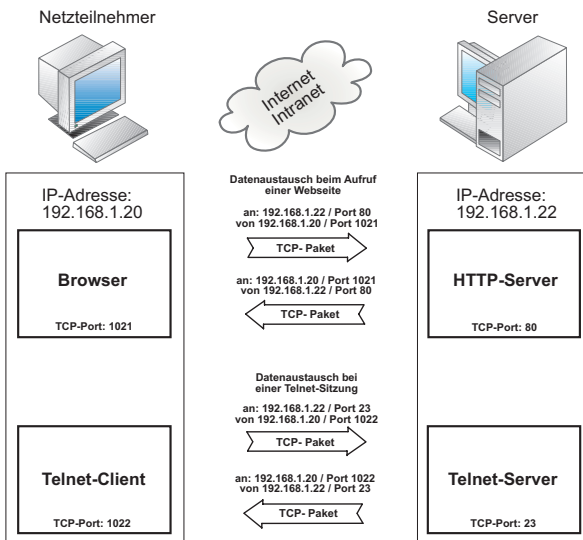 Netzteilnehmer
Server
Internet
Intranet
IP-Adresse:
192.168.1.20
Browser
TCP-Port: 1021
Telnet-Client
TCP-Port: 1022
Datenaustausch beim Aufruf
einer Webseite
an: 192.168.1.22 / Port 80
von 192.168.1.20 / Port 1021
TCP- Paket
an: 192.168.1.20 / Port 1021
von 192.168.1.22 / Port 80
TCP- Paket
Datenaustausch bei
einer Telnet-Sitzung
an: 192.168.1.22 / Port 23
von 192.168.1.20 / Port 1022
TCP- Paket
an: 192.168.1.20 / Port 1022
von 192.168.1.22 / Port 23
TCP- Paket
IP-Adresse:
192.168.1.22
HTTP-Server
TCP-Port: 80
Telnet-Server
TCP-Port: 23